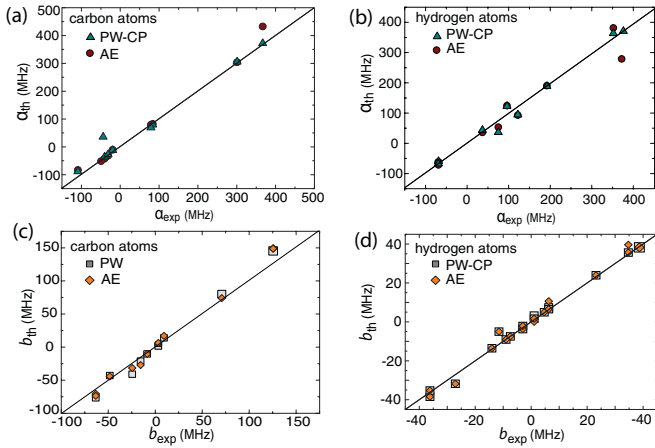 (a)
carbon atoms
PW-CP
AE
500
400
300
200
100
0
-100
α_th (MHz)
-100 0 100 200 300 400 500
α_exp (MHz)
(b)
hydrogen atoms
PW-CP
AE
400
300
200
100
0
-100
α_th (MHz)
-100 0 100 200 300 400
α_exp (MHz)
(c)
carbon atoms
PW
AE
150
100
50
0
-50
-100
b_th (MHz)
-100 -50 0 50 100 150
b_exp (MHz)
(d)
hydrogen atoms
PW-CP
AE
40
20
0
-20
-40
b_th (MHz)
-40 -20 0 -20 -40
b_exp (MHz)